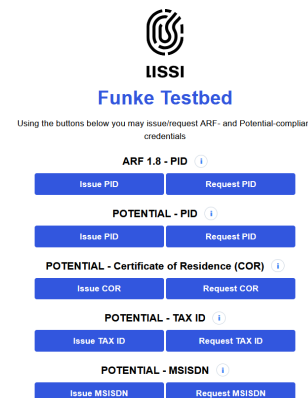 LISSI
Funke Testbed
Using the buttons below you may issue/request ARF- and Potential-complian
credentials
ARF 1.8 - PID i
Issue PID Request PID
POTENTIAL - PID i
Issue PID Request PID
POTENTIAL - Certificate of Residence (COR) i
Issue COR Request COR
POTENTIAL - TAX ID i
Issue TAX ID Request TAX ID
POTENTIAL - MSISDN i
Issue MSISDN Request MSISDN